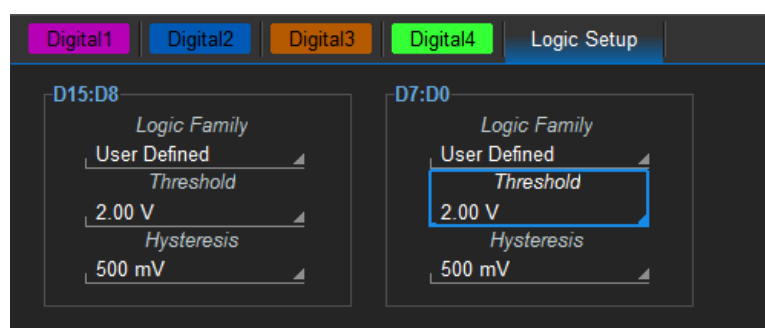 Digital1 Digital2 Digital3 Digital4 Logic Setup
D15:D8
Logic Family
User Defined
Threshold
2.00 V
Hysteresis
500 mV
D7:D0
Logic Family
User Defined
Threshold
2.00 V
Hysteresis
500 mV